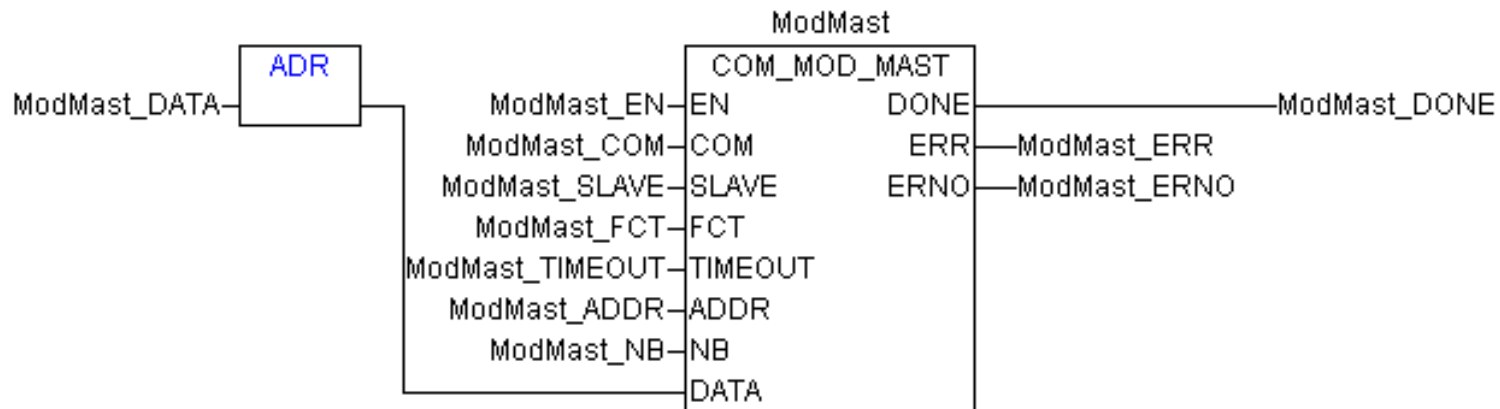 ModMast
ADR
COM_MOD_MAST
ModMast_DATA
ModMast_EN EN DONE ModMast_DONE
ModMast_COM COM ERR ModMast_ERR
ModMast_SLAVE SLAVE ERNO ModMast_ERNO
ModMast_FCT FCT
ModMast_TIMEOUT TIMEOUT
ModMast_ADDR ADDR
ModMast_NB NB
DATA